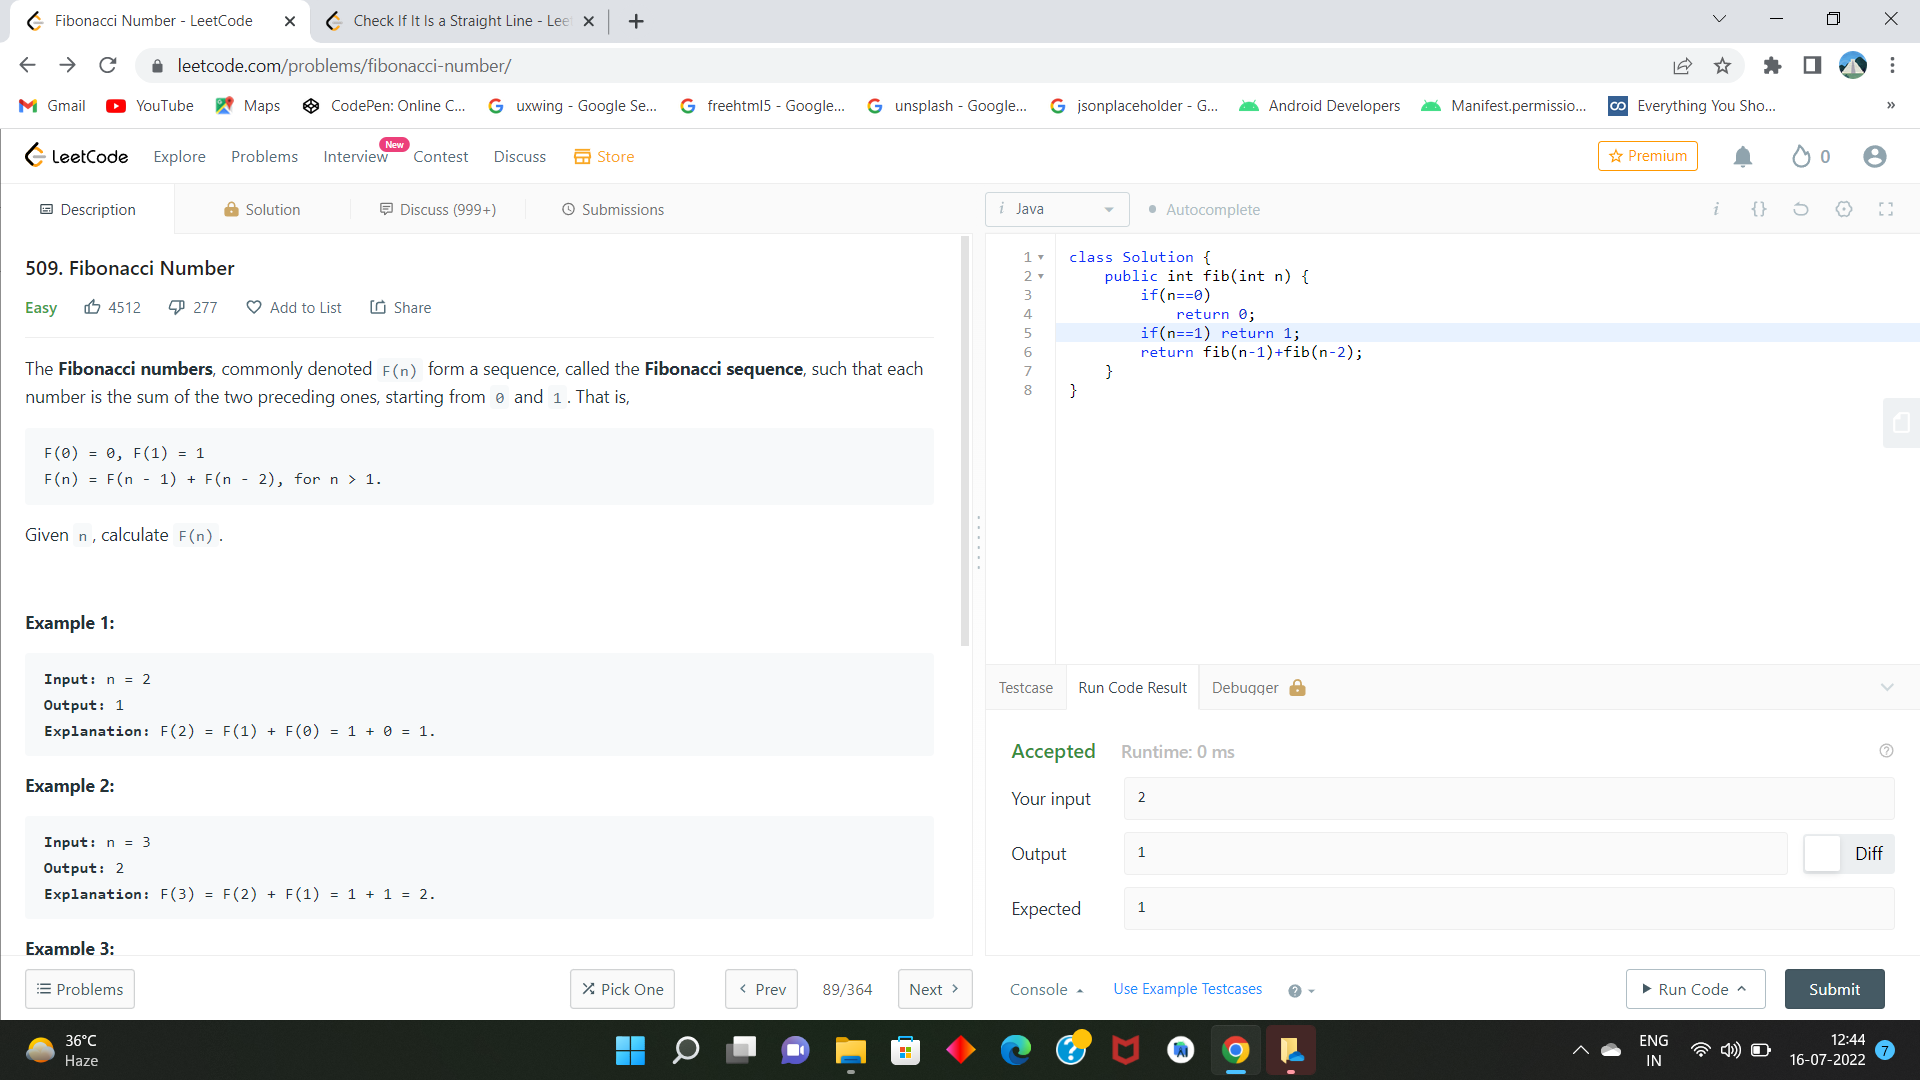 Fibonacci Number - LeetCode
Check If It Is a Straight Line - Lee
leetcode.com/problems/fibonacci-number/
Gmail YouTube Maps CodePen: Online C... uxwing - Google Se... freehtml5 - Google... unsplash - Google... jsonplaceholder - G... Android Developers Manifest.permissio... Everything You Sho... »
LeetCode Explore Problems Interview New Contest Discuss Store Premium 0
Description Solution Discuss (999+) Submissions
509. Fibonacci Number
Easy 4512 277 Add to List Share
The Fibonacci numbers, commonly denoted F(n) form a sequence, called the Fibonacci sequence, such that each
number is the sum of the two preceding ones, starting from 0 and 1. That is,
F(0) = 0, F(1) = 1
F(n) = F(n - 1) + F(n - 2), for n > 1.
Given n, calculate F(n).
Example 1:
Input: n = 2
Output: 1
Explanation: F(2) = F(1) + F(0) = 1 + 0 = 1.
Example 2:
Input: n = 3
Output: 2
Explanation: F(3) = F(2) + F(1) = 1 + 1 = 2.
Example 3:
Problems Pick One Prev 89/364 Next
i Java Autocomplete i {}
1 class Solution {
2 public int fib(int n) {
3 if(n==0)
4 return 0;
5 if(n==1) return 1;
6 return fib(n-1)+fib(n-2);
7 }
8 }
Testcase Run Code Result Debugger
Accepted Runtime: 0 ms
Your input 2
Output 1 Diff
Expected 1
Console Use Example Testcases Run Code Submit
36°C
Haze
ENG
IN
12:44
16-07-2022 7